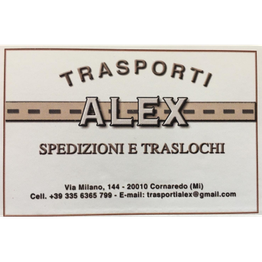 TRASPORTI
ALEX
SPEDIZIONI E TRASLOCHI
Via Milano, 144 - 20010 Cornaredo (Mi)
Cell. +39 335 6365 799 - E-mail: trasportialex@gmail.com